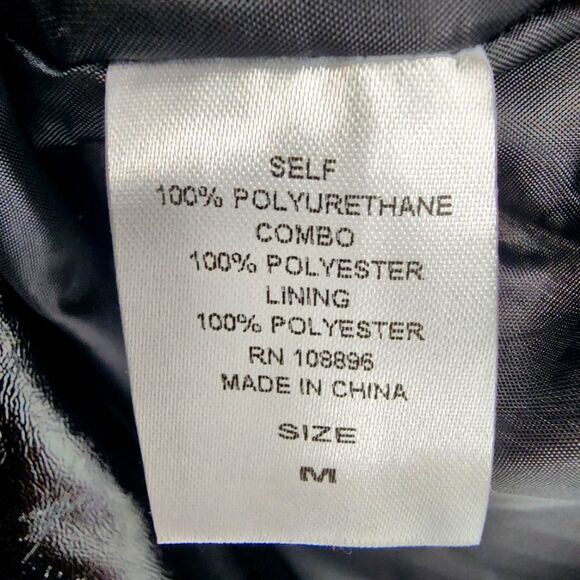 SELF
100% POLYURETHANE
COMBO
100% POLYESTER
LINING
100% POLYESTER
RN 108896
MADE IN CHINA
SIZE
M